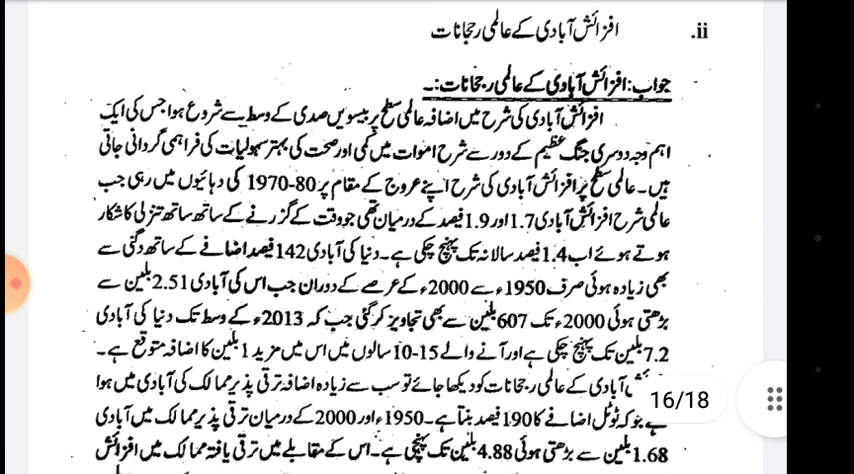 ii. افزائش آبادی کے عالمی رجحانات
جواب: افزائش آبادی کے عالمی رجحانات:۔
افزائش آبادی کی شرح میں اضافہ عالمی سطح پر بیسویں صدی کے وسط سے شروع ہوا جس کی ایک
اہم وجہ دوسری جنگ عظیم کے دور سے شرح اموات میں کمی اور صحت کی بہتر سہولیات کی فراہمی گردانی جاتی
ہیں۔ عالمی سطح پر افزائش آبادی کی شرح اپنے عروج کے مقام پر 80-1970 کی دہائیوں میں رہی جب
عالمی شرح افزائش آبادی 1.7 اور 1.9 فیصد کے درمیان تھی جو وقت کے گزرنے کے ساتھ ساتھ تنزلی کا شکار
ہوتے ہوئے اب 1.4 فیصد سالانہ تک پہنچ چکی ہے۔ دنیا کی آبادی 142 فیصد اضافے کے ساتھ دگنی سے
بھی زیادہ ہوئی صرف 1950ء سے 2000ء کے عرصے کے دوران جب اس کی آبادی 2.51 بلین سے
بڑھتی ہوئی 2000ء تک 607 بلین سے بھی تجاویز کر گئی جب کہ 2013ء کے وسط تک دنیا کی آبادی
7.2 بلین تک پہنچ چکی ہے اور آنے والے 15-10 سالوں میں اس میں مزید 1 بلین کا اضافہ متوقع ہے۔
آبادی کے عالمی رجحانات کو دیکھا جائے تو سب سے زیادہ اضافہ ترقی پذیر ممالک کی آبادی میں ہوا
ہے جو کہ ٹوٹل اضافے کا 190 فیصد بنتا ہے۔ 1950ء اور 2000 کے درمیان ترقی پذیر ممالک میں آبادی
1.68 بلین سے بڑھتی ہوئی 4.88 بلین تک پہنچی ہے۔ اس کے مقابلے میں ترقی یافتہ ممالک میں افزائش
16/18